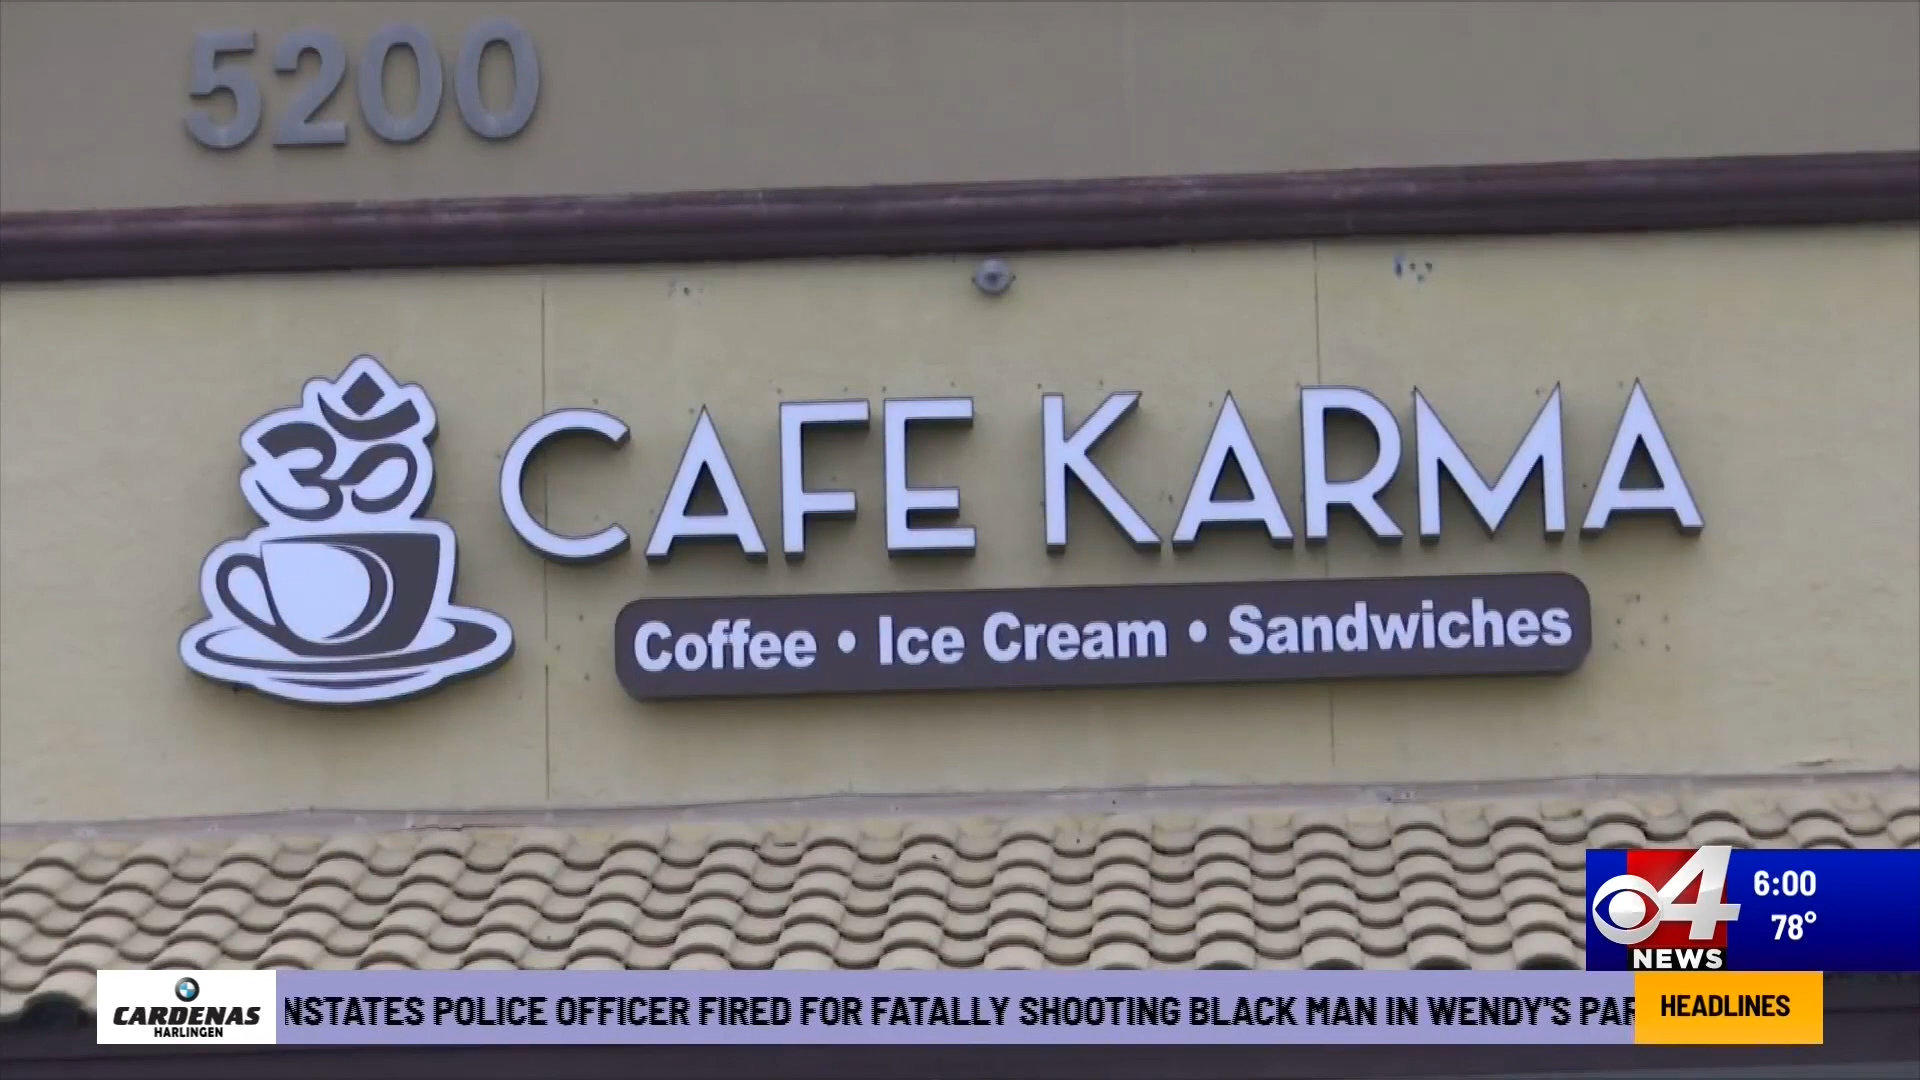 5200
ॐ
CAFE KARMA
Coffee • Ice Cream • Sandwiches
4
NEWS
6:00
78°
CARDENAS
HARLINGEN
NSTATES POLICE OFFICER FIRED FOR FATALLY SHOOTING BLACK MAN IN WENDY'S PAR
HEADLINES